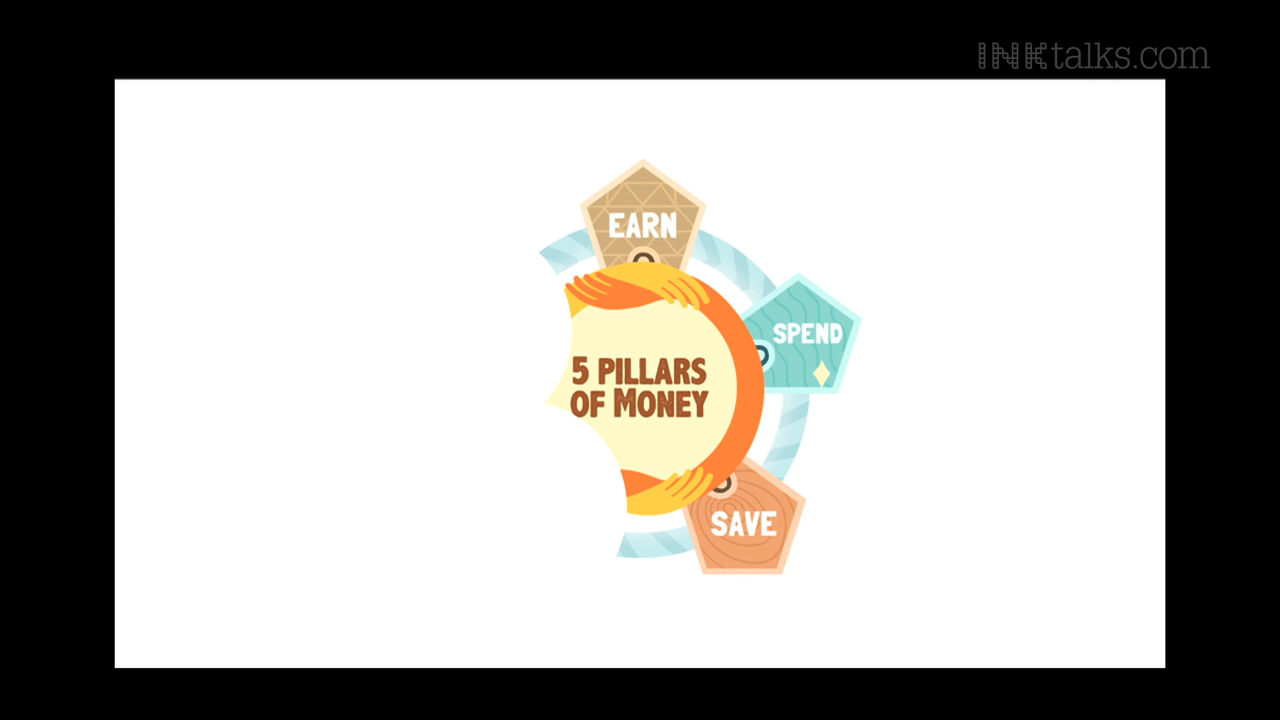 INKtalks.com
EARN
SPEND
5 PILLARS
OF MONEY
SAVE